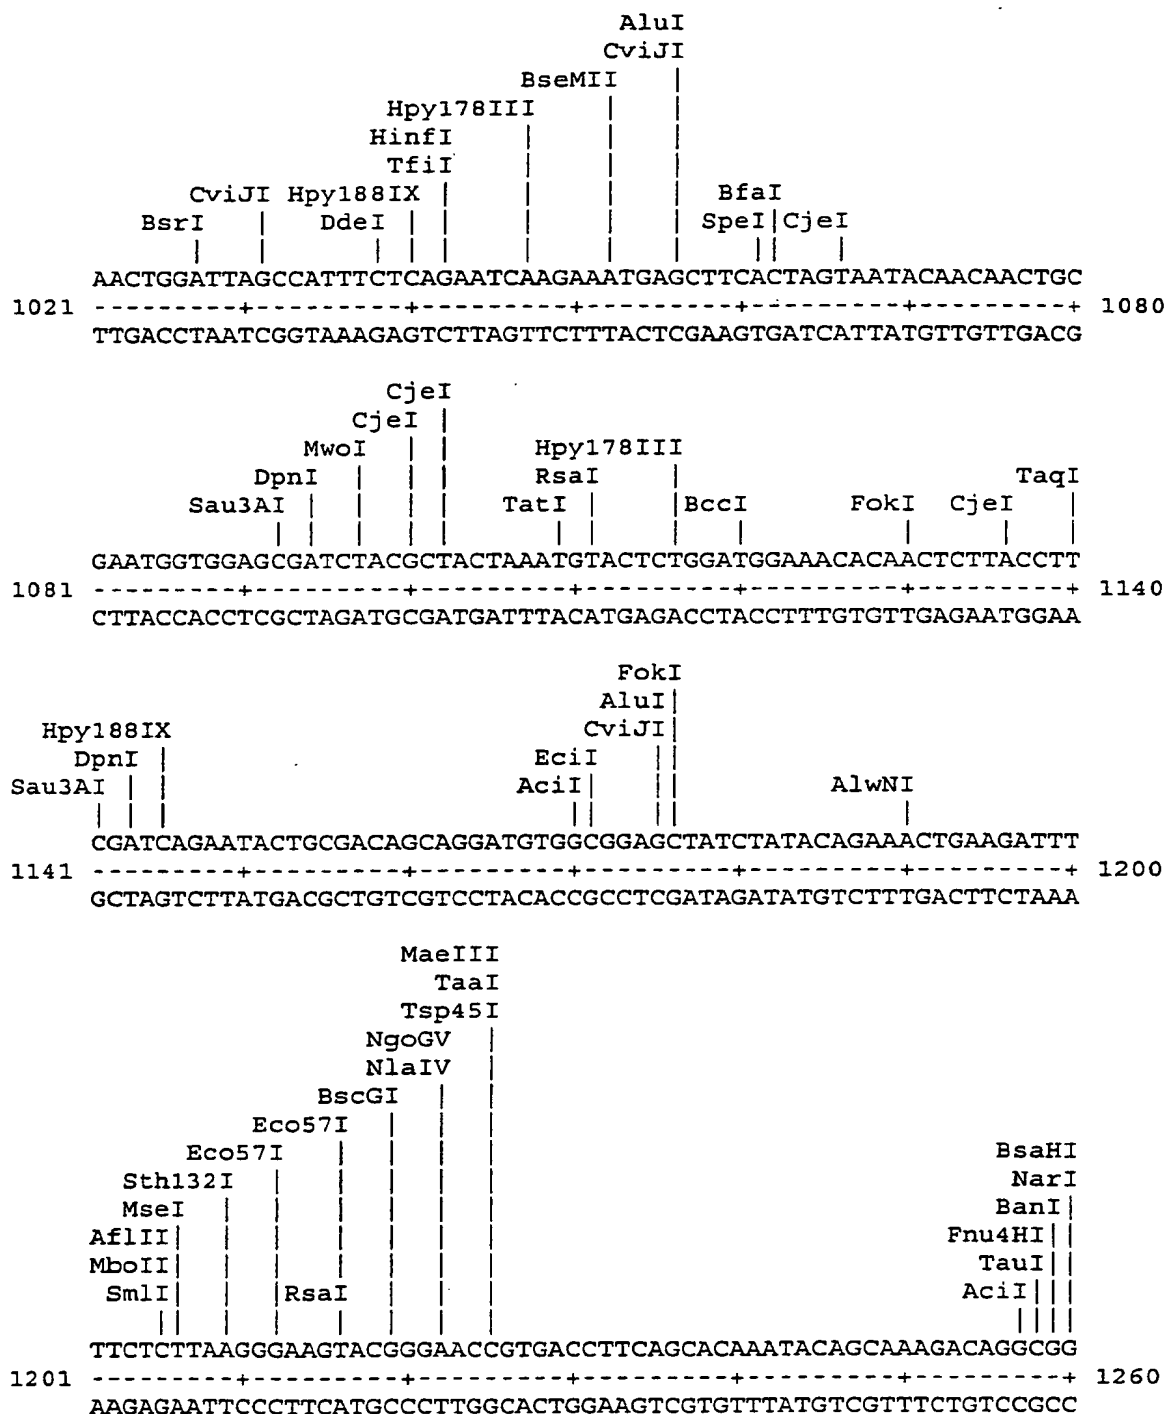 AluI
CviJI
BseMII
Hpy178III
HinfI
TfiI
CviJI Hpy188IX BfaI
BsrI DdeI SpeI CjeI
AACTGGATTAGCCATTTCTCAGAATCAAGAAATGAGCTTCACTAGTAATACAACAACTGC
1021 ---------+---------+---------+---------+---------+---------+ 1080
TTGACCTAATCGGTAAAGAGTCTTAGTTCTTTACTCGAAGTGATCATTATGTTGTTGACG
CjeI
CjeI
MwoI Hpy178III
DpnI RsaI TaqI
Sau3AI TatI BccI FokI CjeI
GAATGGTGGAGCGATCTACGCTACTAAATGTACTCTGGATGGAAACACAACTCTTACCTT
1081 ---------+---------+---------+---------+---------+---------+ 1140
CTTACCACCTCGCTAGATGCGATGATTTACATGAGACCTACCTTTGTGTTGAGAATGGAA
FokI
AluI
Hpy188IX CviJI
DpnI EciI
Sau3AI AciI AlwNI
CGATCAGAATACTGCGACAGCAGGATGTGGCGGAGCTATCTATACAGAAACTGAAGATTT
1141 ---------+---------+---------+---------+---------+---------+ 1200
GCTAGTCTTATGACGCTGTCGTCCTACACCGCCTCGATAGATATGTCTTTGACTTCTAAA
MaeIII
TaaI
Tsp45I
NgoGV
NlaIV
BscGI
Eco57I
Eco57I BsaHI
Sth132I NarI
MseI BanI
AflII Fnu4HI
MboII TauI
SmlI RsaI AciI
TTCTCTTAAGGGAAGTACGGGAACCGTGACCTTCAGCACAAATACAGCAAAGACAGGCGG
1201 ---------+---------+---------+---------+---------+---------+ 1260
AAGAGAATTCCCTTCATGCCCTTGGCACTGGAAGTCGTGTTTATGTCGTTTCTGTCCGCC